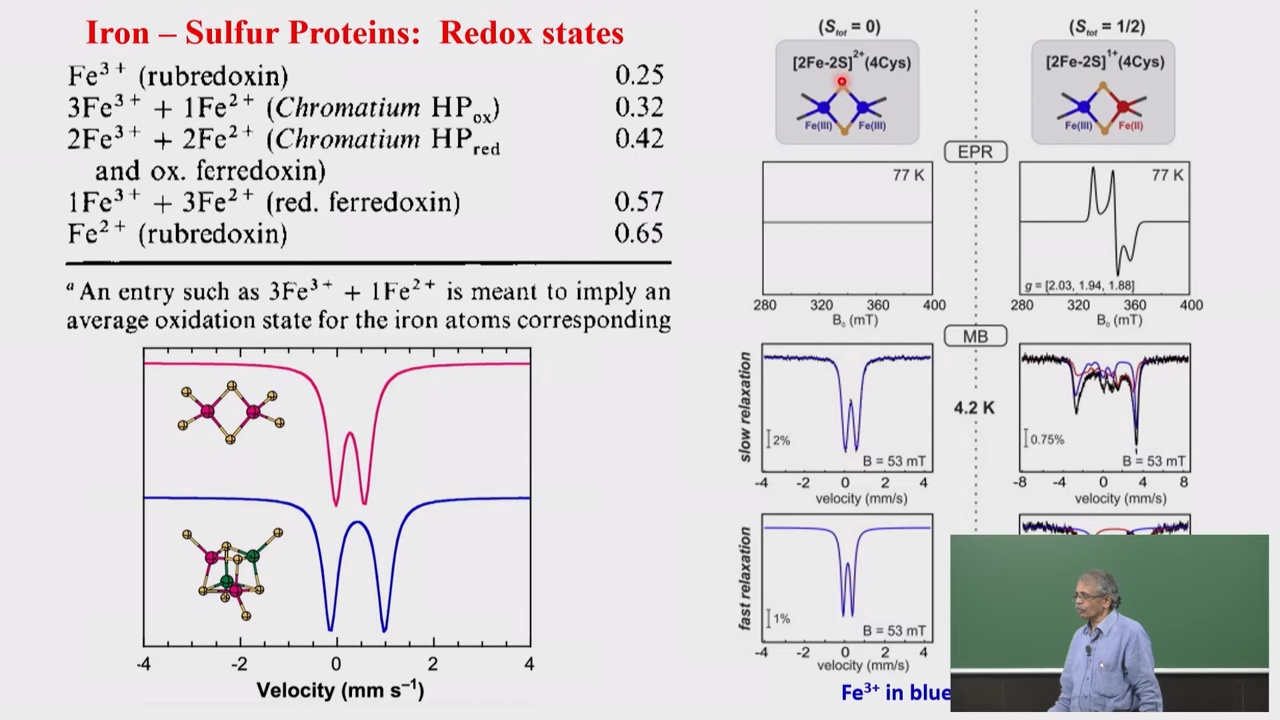 Iron – Sulfur Proteins: Redox states
Fe³⁺ (rubredoxin) 0.25
3Fe³⁺ + 1Fe²⁺ (Chromatium HPₒₓ) 0.32
2Fe³⁺ + 2Fe²⁺ (Chromatium HPᵣₑd 0.42
and ox. ferredoxin)
1Fe³⁺ + 3Fe²⁺ (red. ferredoxin) 0.57
Fe²⁺ (rubredoxin) 0.65
ᵃ An entry such as 3Fe³⁺ + 1Fe²⁺ is meant to imply an
average oxidation state for the iron atoms corresponding
-4 -2 0 2 4
Velocity (mm s⁻¹)
(Stot = 0) (Stot = 1/2)
[2Fe-2S]²⁺(4Cys) [2Fe-2S]¹⁺(4Cys)
Fe(III) Fe(III) Fe(III) Fe(II)
EPR
77 K 77 K
g = [2.03, 1.94, 1.88]
280 320 360 400 280 320 360 400
B₀ (mT) B₀ (mT)
MB
slow relaxation
4.2 K
2% B = 53 mT 0.75% B = 53 mT
-4 -2 0 2 4 -8 -4 0 4 8
velocity (mm/s) velocity (mm/s)
fast relaxation
1% B = 53 mT
-4 -2 0 2 4
velocity (mm/s)
Fe³⁺ in blue